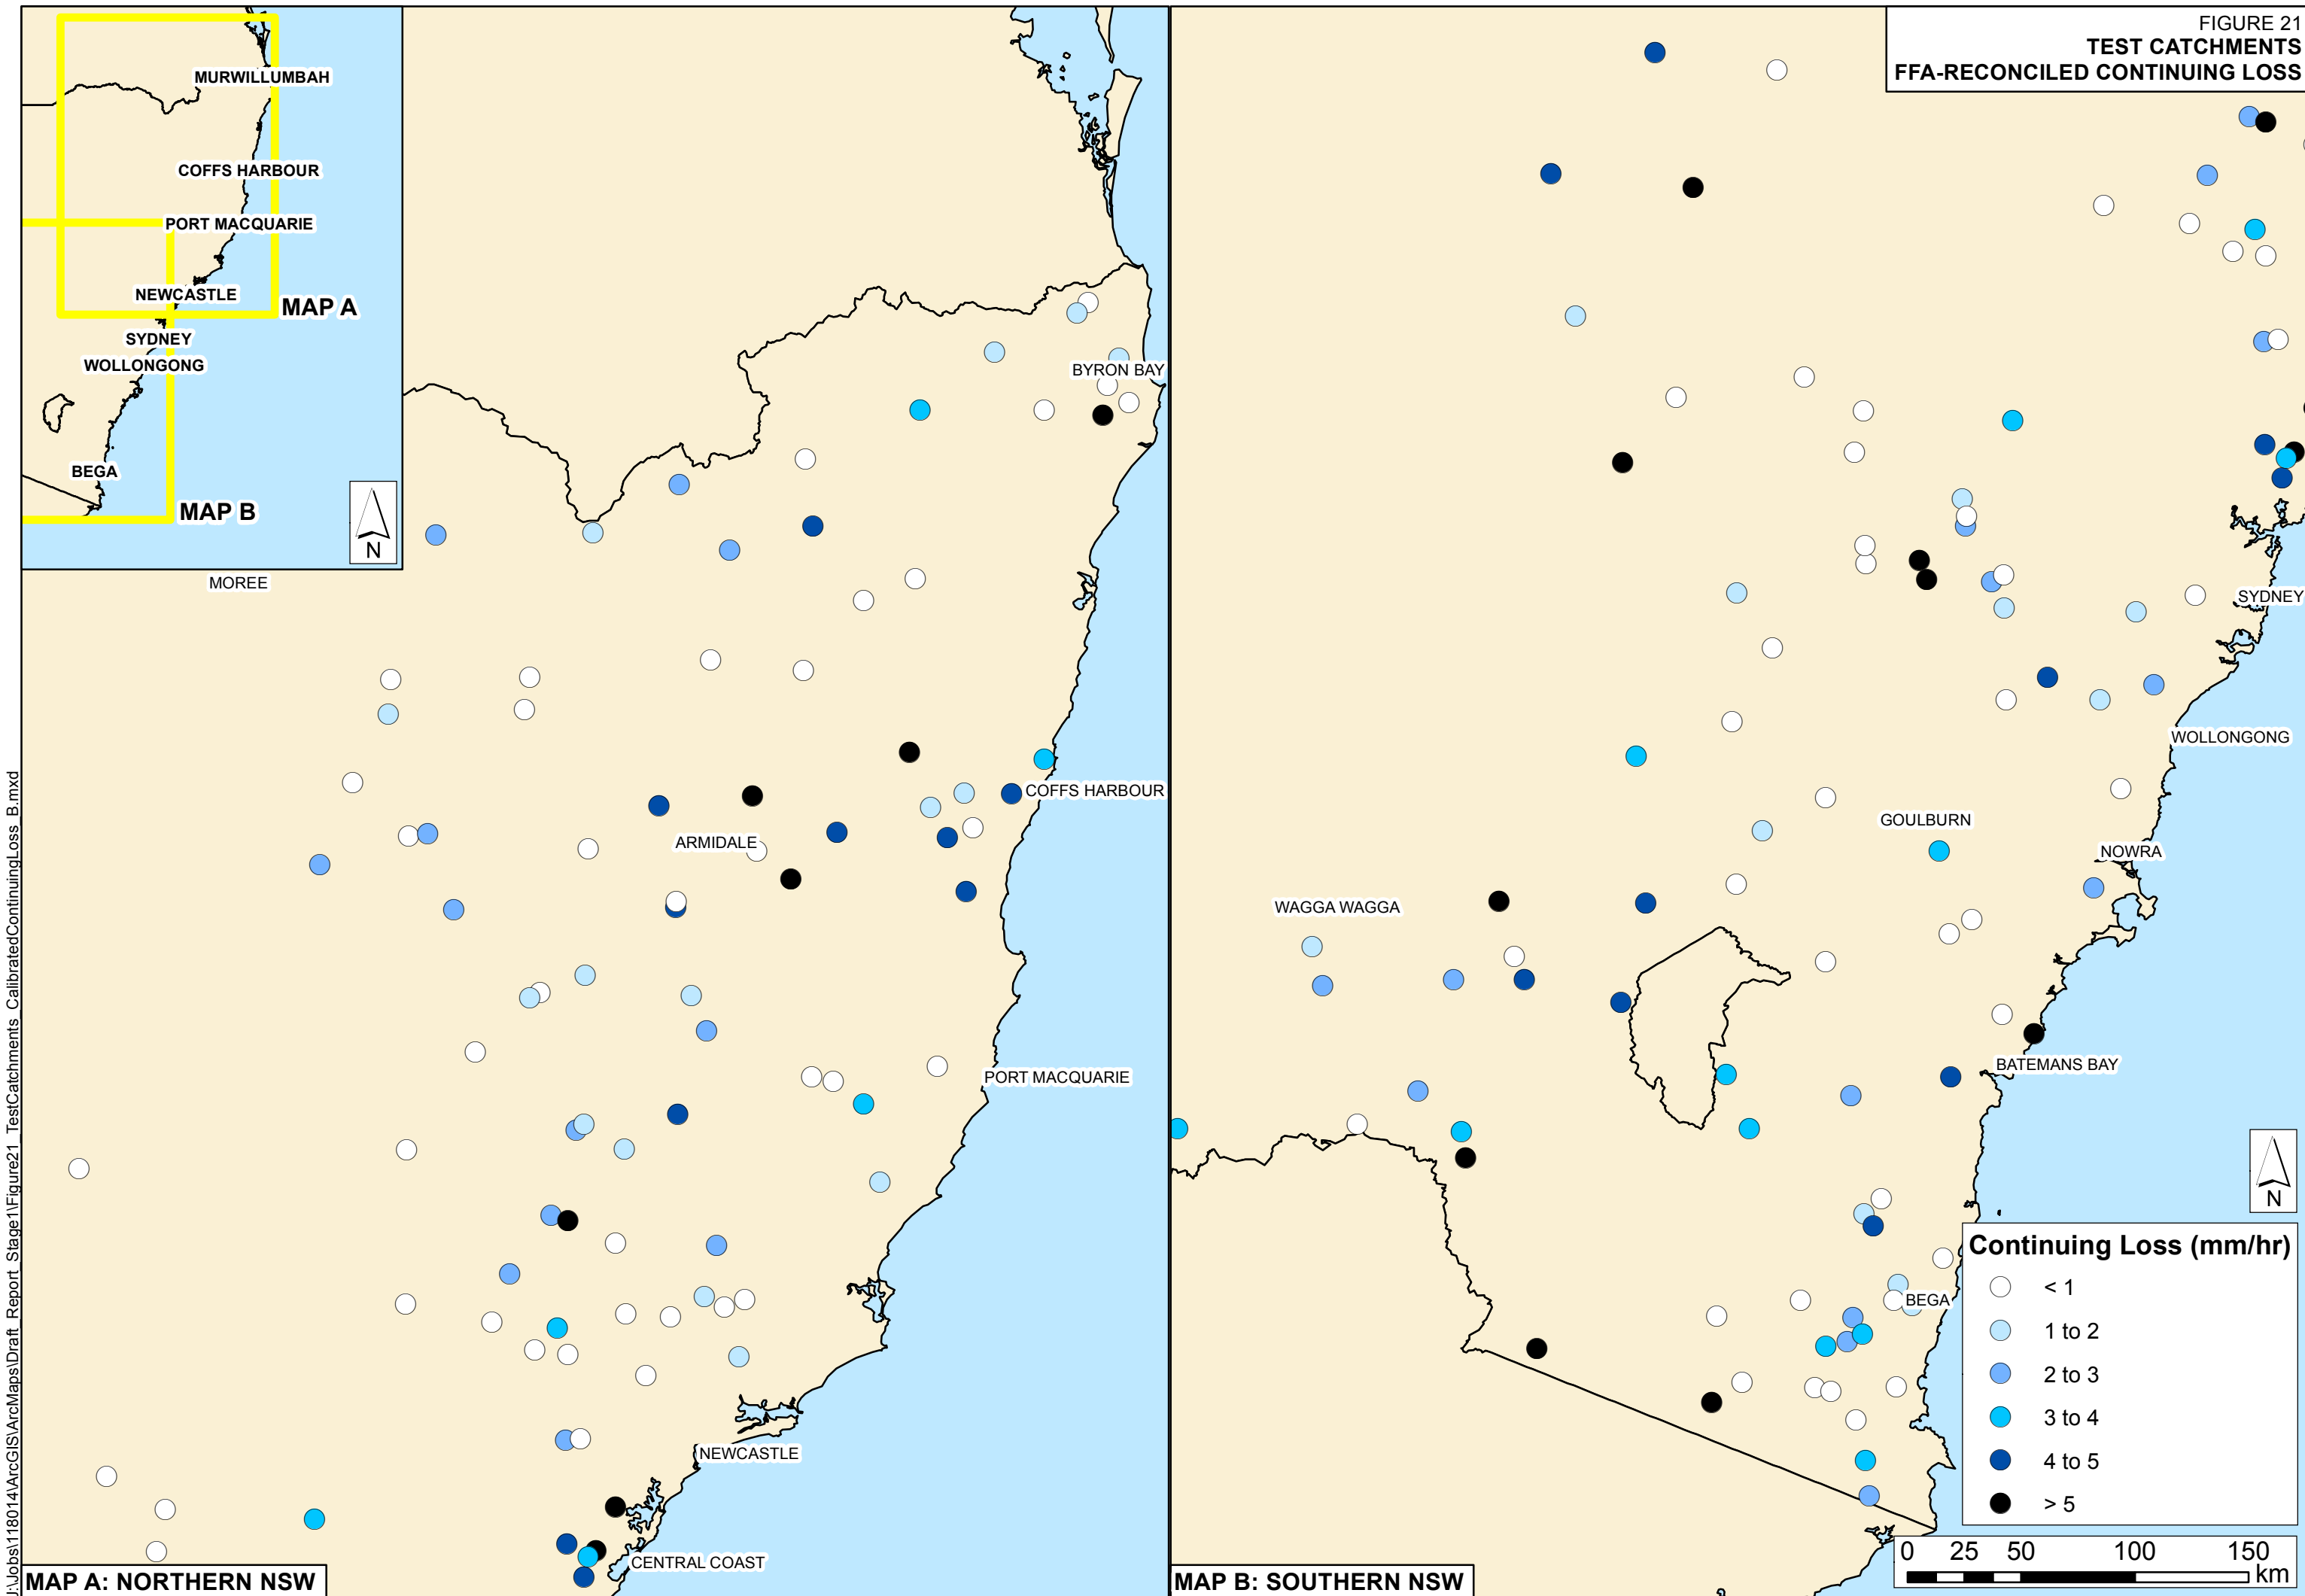 FIGURE 21
TEST CATCHMENTS
FFA-RECONCILED CONTINUING LOSS
MURWILLUMBAH
COFFS HARBOUR
PORT MACQUARIE
NEWCASTLE
MAP A
SYDNEY
WOLLONGONG
BEGA
MAP B
N
MOREE
BYRON BAY
COFFS HARBOUR
ARMIDALE
PORT MACQUARIE
NEWCASTLE
CENTRAL COAST
MAP A: NORTHERN NSW
J:\Jobs\118014\ArcGIS\ArcMaps\Draft_Report_Stage1\Figure21_TestCatchments_CalibratedContinuingLoss_B.mxd
SYDNEY
WOLLONGONG
GOULBURN
NOWRA
WAGGA WAGGA
BATEMANS BAY
BEGA
N
Continuing Loss (mm/hr)
< 1
1 to 2
2 to 3
3 to 4
4 to 5
> 5
0 25 50 100 150
km
MAP B: SOUTHERN NSW